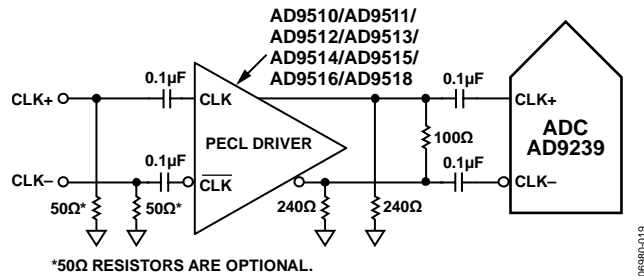 AD9510/AD9511/
AD9512/AD9513/
AD9514/AD9515/
AD9516/AD9518
0.1µF
0.1µF
CLK+
CLK
CLK+
PECL DRIVER
100Ω
ADC
AD9239
0.1µF
0.1µF
CLK–
CLK
CLK–
50Ω*
50Ω*
240Ω
240Ω
*50Ω RESISTORS ARE OPTIONAL.
06980-019